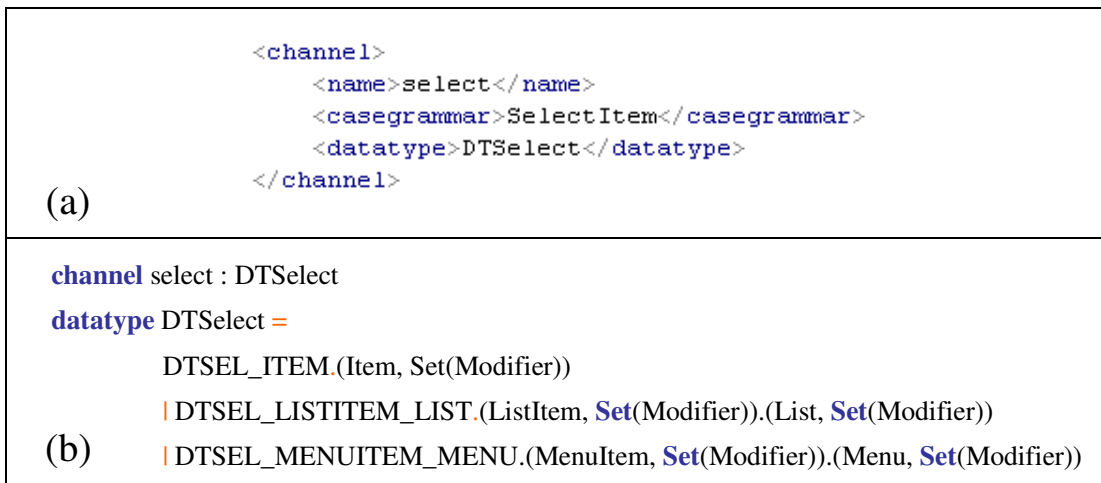 <channel>
<name>select</name>
<casegrammar>SelectItem</casegrammar>
<datatype>DTSelect</datatype>
</channel>
(a)
channel select : DTSelect
datatype DTSelect =
DTSEL_ITEM.(Item, Set(Modifier))
| DTSEL_LISTITEM_LIST.(ListItem, Set(Modifier)).(List, Set(Modifier))
(b) | DTSEL_MENUITEM_MENU.(MenuItem, Set(Modifier)).(Menu, Set(Modifier))